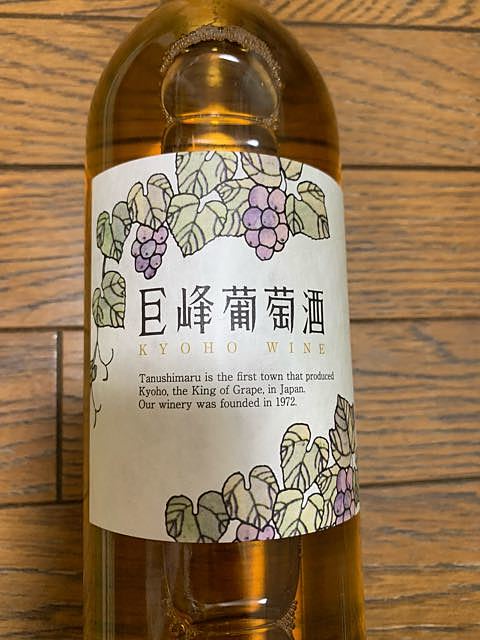 巨峰葡萄酒
KYOHO WINE
Tanushimaru is the first town that produced
Kyoho, the King of Grape, in Japan.
Our winery was founded in 1972.